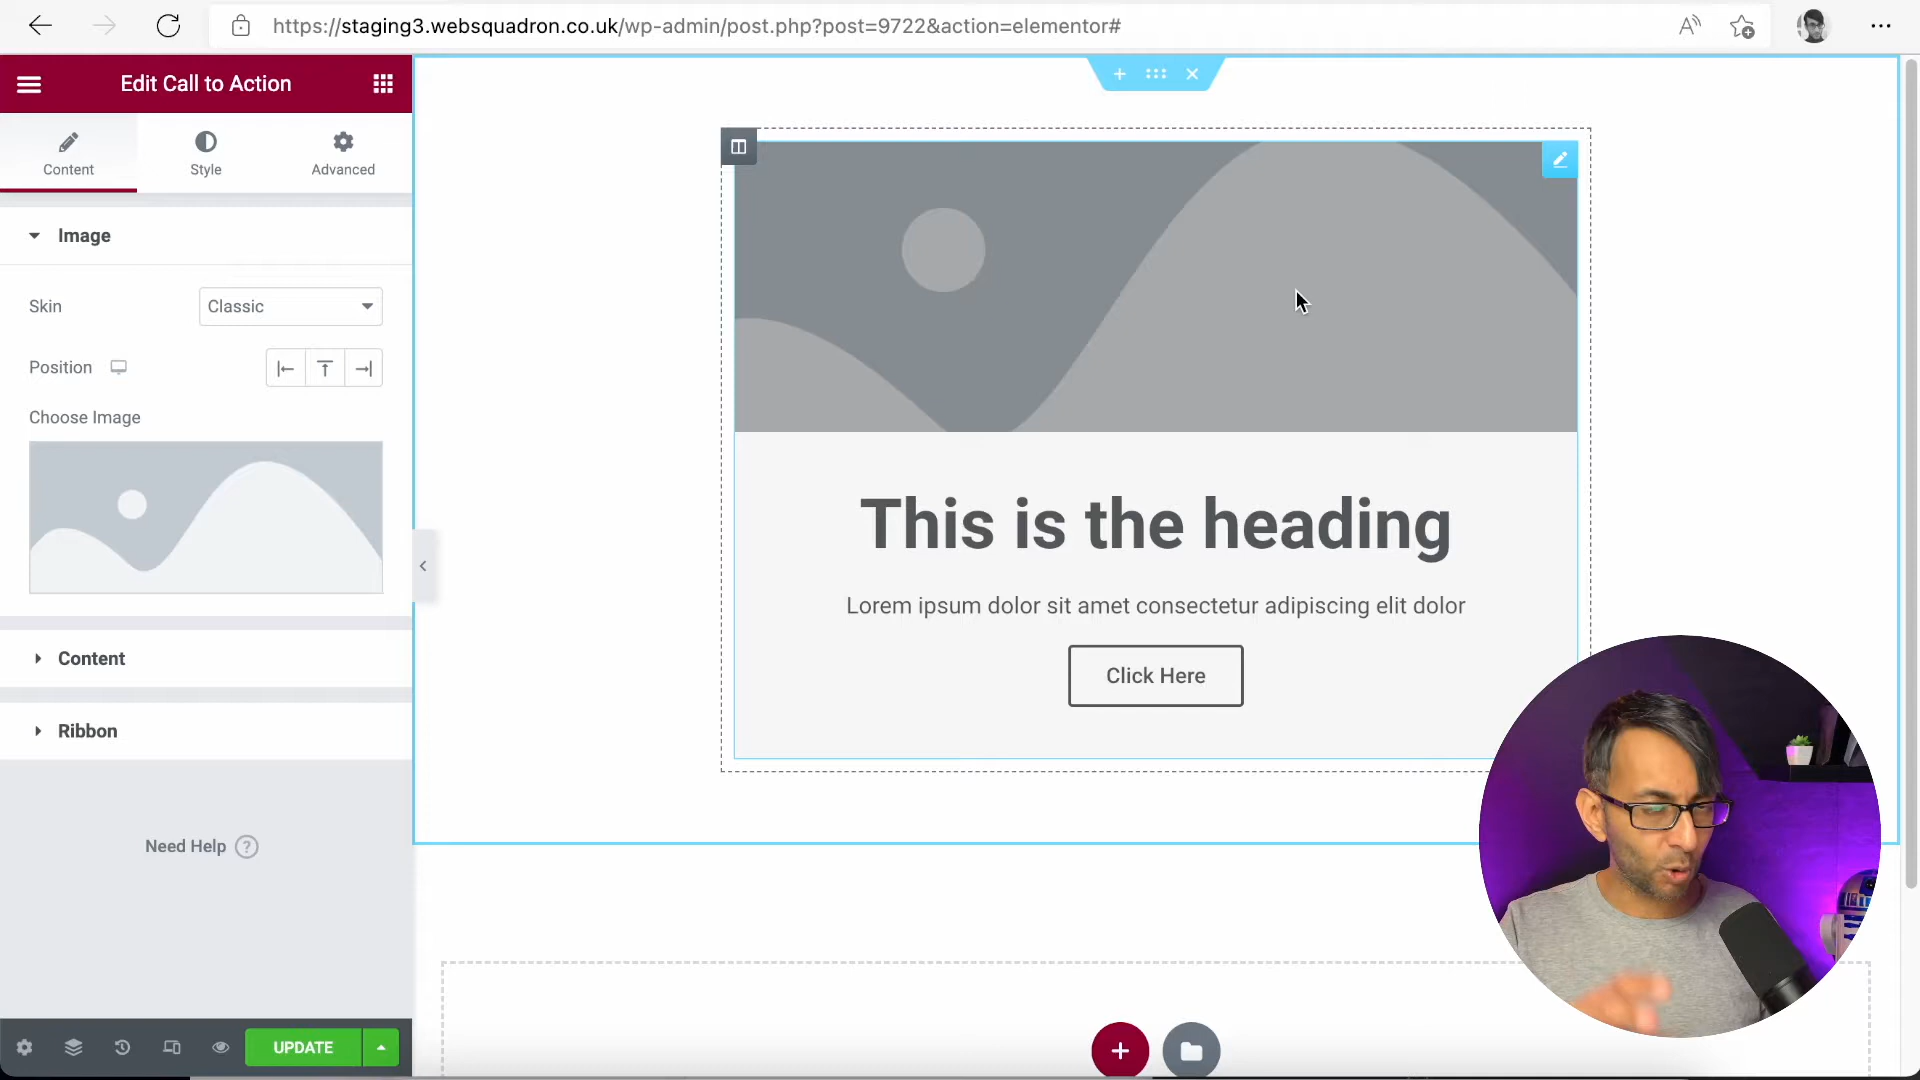 https://staging3.websquadron.co.uk/wp-admin/post.php?post=9722&action=elementor#
Edit Call to Action
Content
Style
Advanced
Image
Skin
Classic
Position
Choose Image
Content
Ribbon
Need Help ?
UPDATE
This is the heading
Lorem ipsum dolor sit amet consectetur adipiscing elit dolor
Click Here